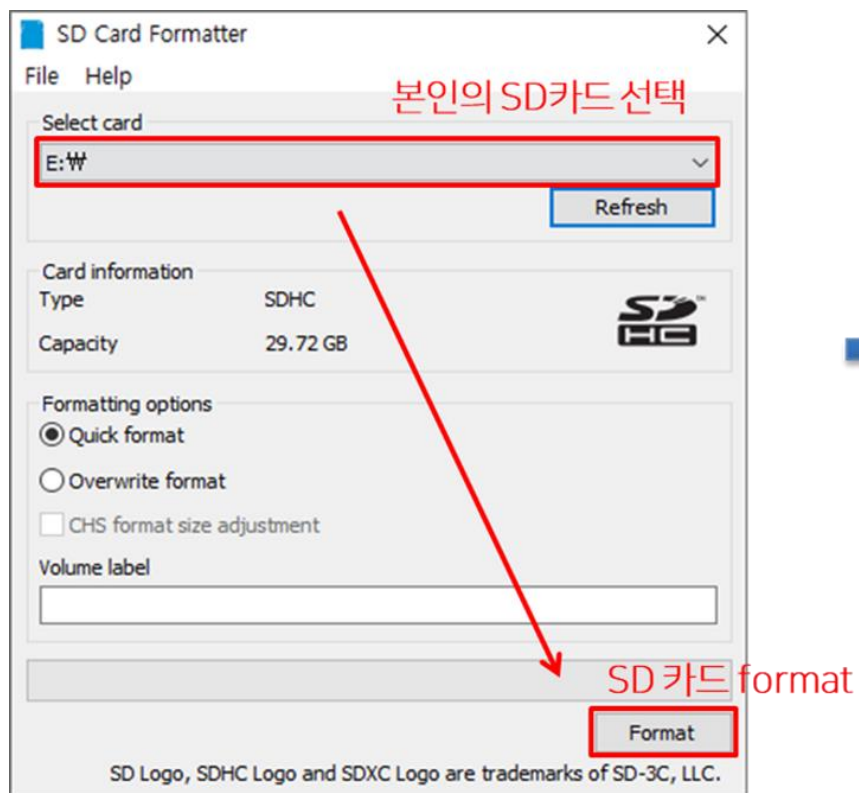 SD Card Formatter
File Help
본인의 SD카드 선택
Select card
E:₩
Refresh
Card information
Type SDHC
Capacity 29.72 GB
SD HC
Formatting options
Quick format
Overwrite format
CHS format size adjustment
Volume label
SD 카드 format
Format
SD Logo, SDHC Logo and SDXC Logo are trademarks of SD-3C, LLC.